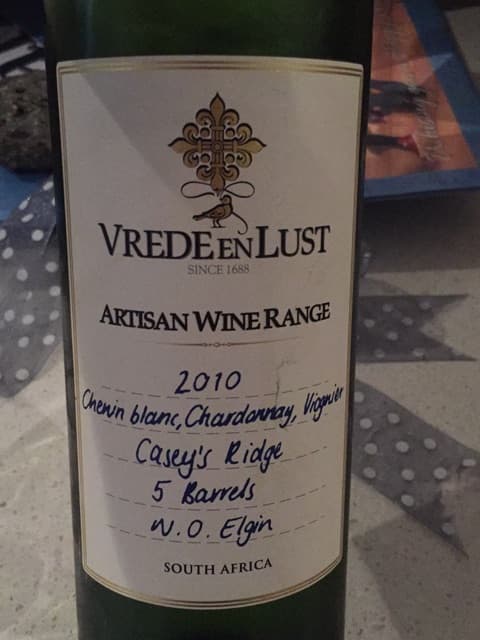 VREDE EN LUST
SINCE 1688
ARTISAN WINE RANGE
2010
Chenin blanc, Chardonnay, Viognier
Casey's Ridge
5 Barrels
W.O. Elgin
SOUTH AFRICA